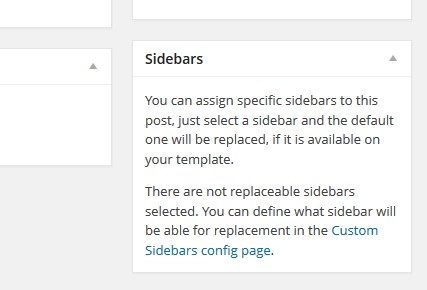 Sidebars
You can assign specific sidebars to this
post, just select a sidebar and the default
one will be replaced, if it is available on
your template.
There are not replaceable sidebars
selected. You can define what sidebar will
be able for replacement in the Custom
Sidebars config page.